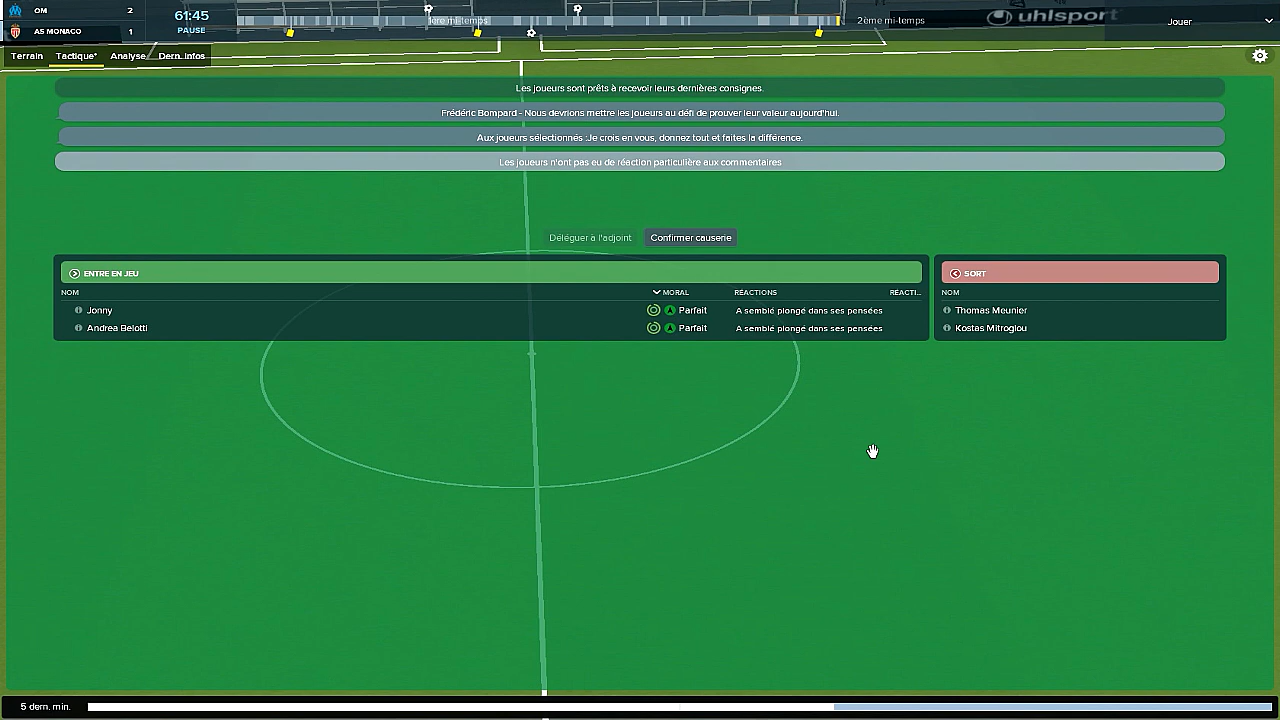 OM 2
AS MONACO 1
61:45
PAUSE
1ère mi-temps
2ème mi-temps
uhlsport
Jouer
Terrain Tactique* Analyse Dern. infos
Les joueurs sont prêts à recevoir leurs dernières consignes.
Frédéric Bompard - Nous devrions mettre les joueurs au défi de prouver leur valeur aujourd'hui.
Aux joueurs sélectionnés :Je crois en vous, donnez tout et faites la différence.
Les joueurs n'ont pas eu de réaction particulière aux commentaires
Déléguer à l'adjoint Confirmer causerie
ENTRE EN JEU
NOM MORAL RÉACTIONS RÉACTI...
Jonny Parfait A semblé plongé dans ses pensées
Andrea Belotti Parfait A semblé plongé dans ses pensées
SORT
NOM
Thomas Meunier
Kostas Mitroglou
5 dern. min.